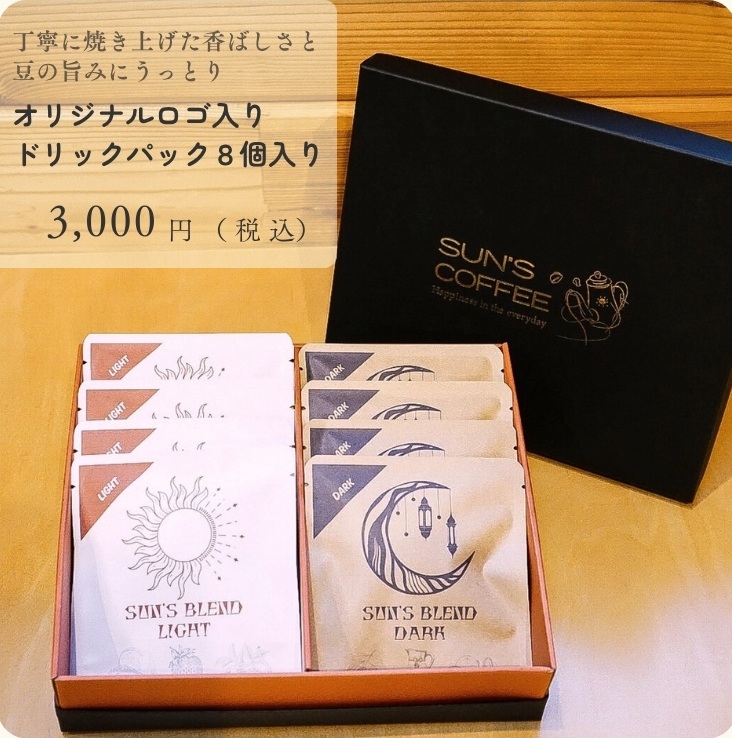 丁寧に焼き上げた香ばしさと
豆の旨みにうっとり
オリジナルロゴ入り
ドリックパック８個入り
3,000 円 （税込）
SUN'S
COFFEE
Happiness in the everyday
LIGHT
LIGHT
LIGHT
LIGHT
SUN'S BLEND
LIGHT
DARK
DARK
DARK
DARK
SUN'S BLEND
DARK